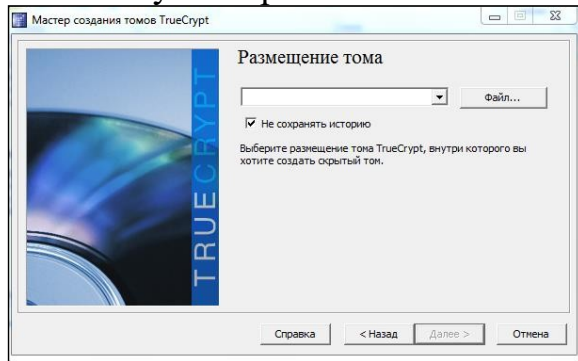 Мастер создания томов TrueCrypt
Размещение тома
Файл...
Не сохранять историю
Выберите размещение тома TrueCrypt, внутри которого вы
хотите создать скрытый том.
TRUECRYPT
Справка
< Назад
Далее >
Отмена